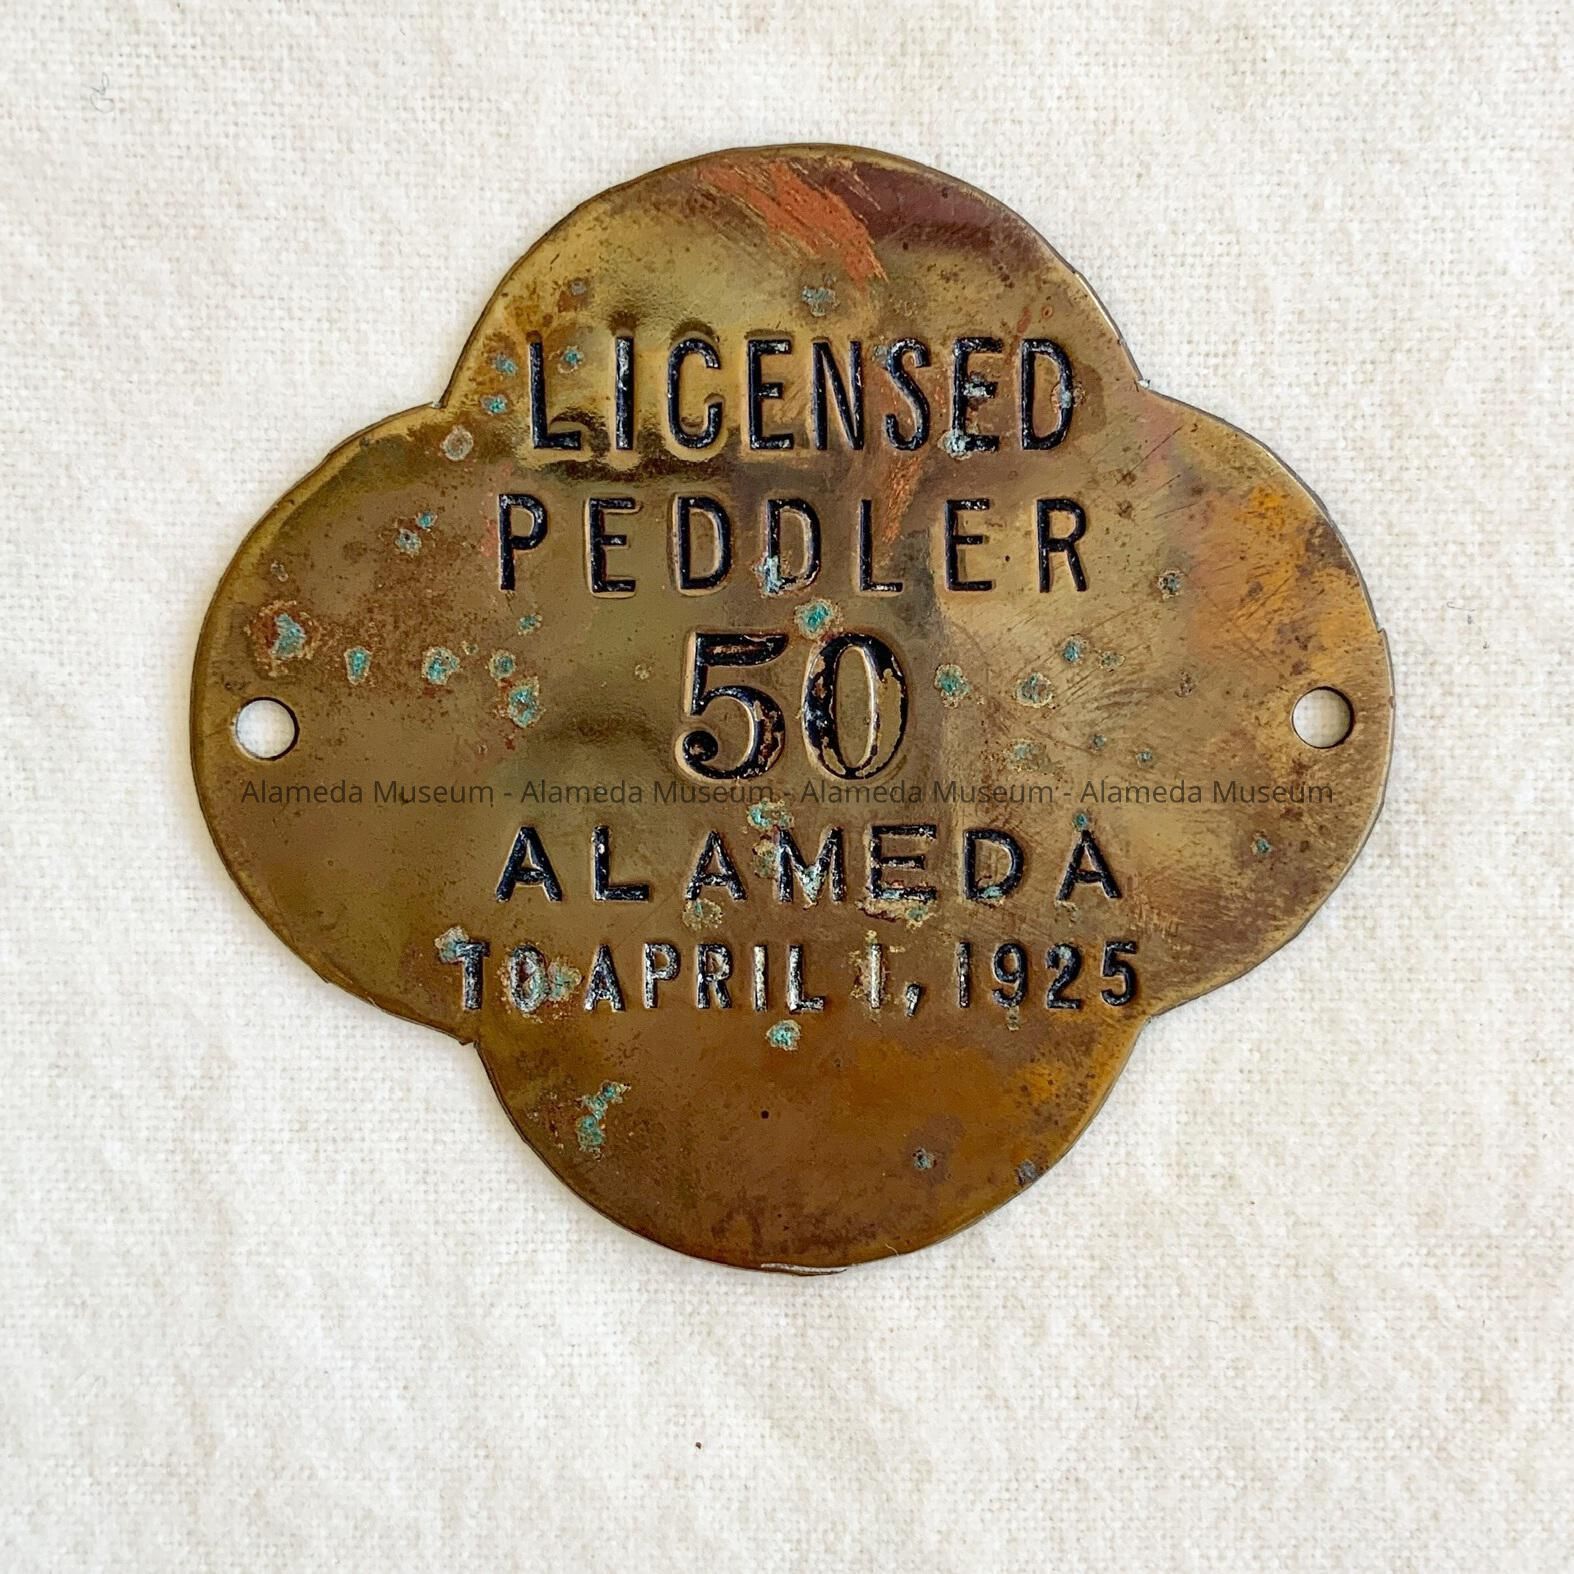 LICENSED
PEDDLER
50
Alameda Museum - Alameda Museum - Alameda Museum - Alameda Museum
ALAMEDA
TO APRIL 1, 1925